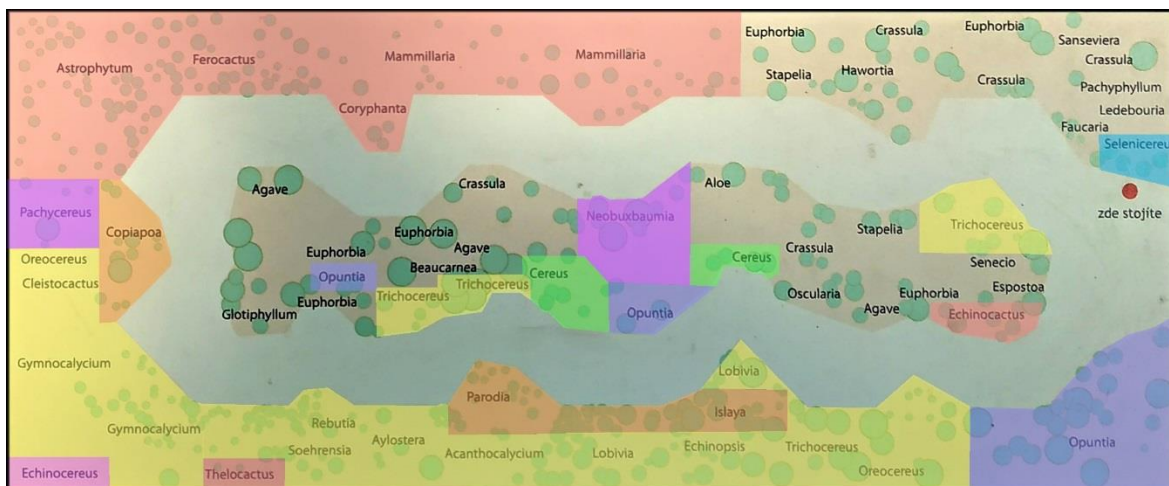 Euphorbia
Crassula
Euphorbia
Sanseviera
Crassula
Astrophytum
Ferocactus
Mammillaria
Mammillaria
Stapelia
Hawortia
Crassula
Pachyphyllum
Coryphanta
Ledebouria
Faucaria
Selenicereu
Agave
Crassula
Aloe
Pachycereus
Neobuxbaumia
zde stojíte
Copiapoa
Euphorbia
Euphorbia
Stapelia
Trichocereus
Oreocereus
Agave
Crassula
Cereus
Cleistocactus
Opuntia
Beaucarnea
Cereus
Senecio
Trichocereus
Trichocereus
Euphorbia
Oscularia
Euphorbia
Espostoa
Glotiphyllum
Opuntia
Agave
Echinocactus
Gymnocalycium
Lobivia
Parodia
Islaya
Gymnocalycium
Rebutia
Soehrensia
Aylostera
Acanthocalycium
Lobivia
Echinopsis
Trichocereus
Opuntia
Echinocereus
Thelocactus
Oreocereus